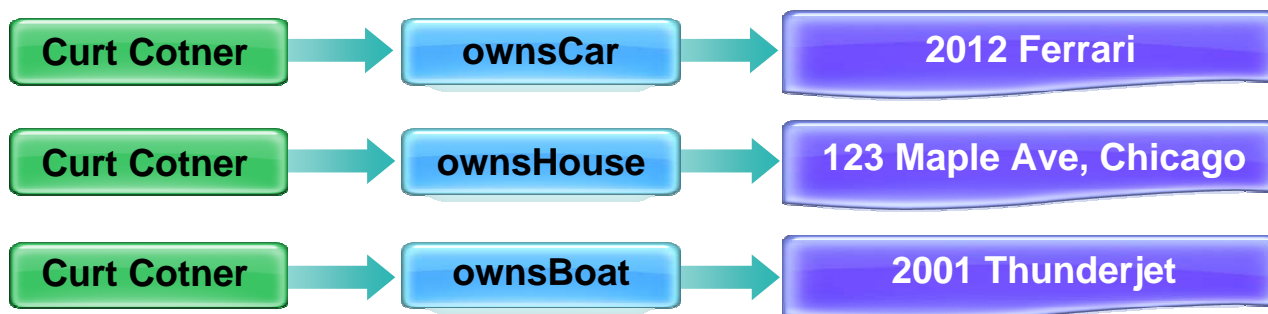 Curt Cotner ownsCar 2012 Ferrari
Curt Cotner ownsHouse 123 Maple Ave, Chicago
Curt Cotner ownsBoat 2001 Thunderjet